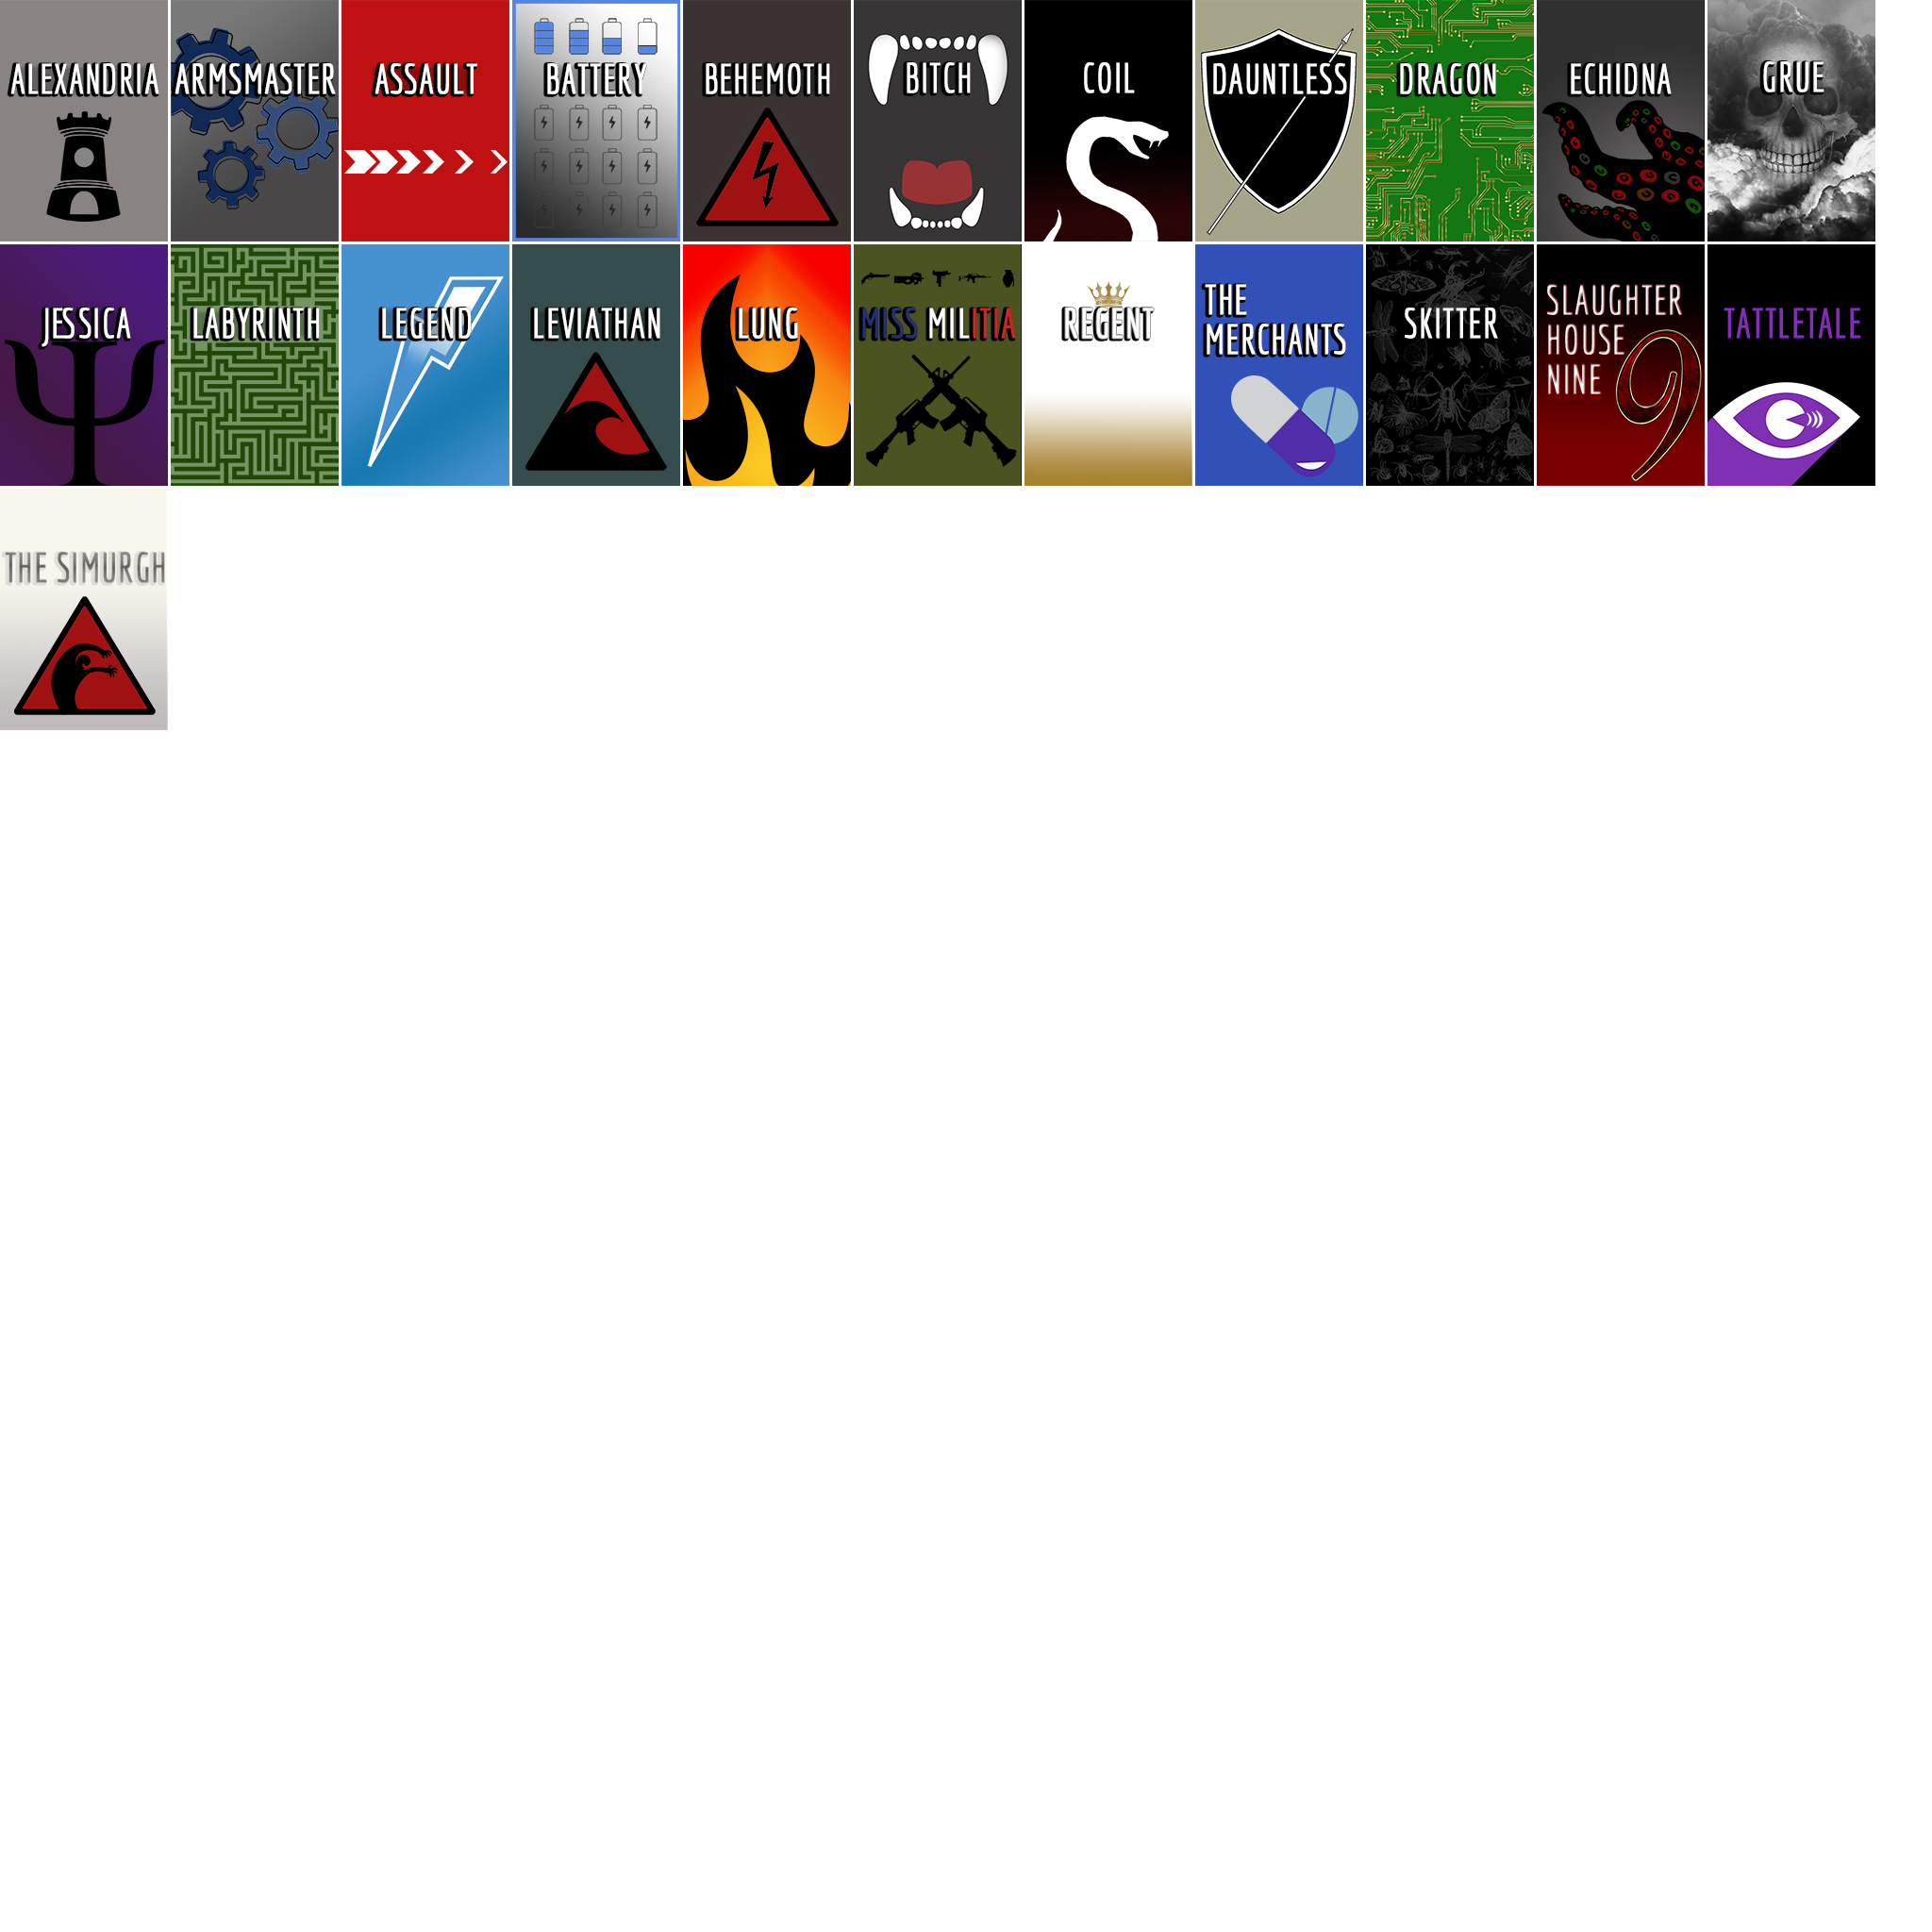 ALEXANDRIA
ARMSMASTER
ASSAULT
BATTERY
BEHEMOTH
BITCH
COIL
DAUNTLESS
DRAGON
ECHIDNA
GRUE
JESSICA
LABYRINTH
LEGEND
LEVIATHAN
LUNG
MISS MILITIA
REGENT
THE
MERCHANTS
SKITTER
SLAUGHTER
HOUSE
NINE
9
TATTLETALE
THE SIMURGH